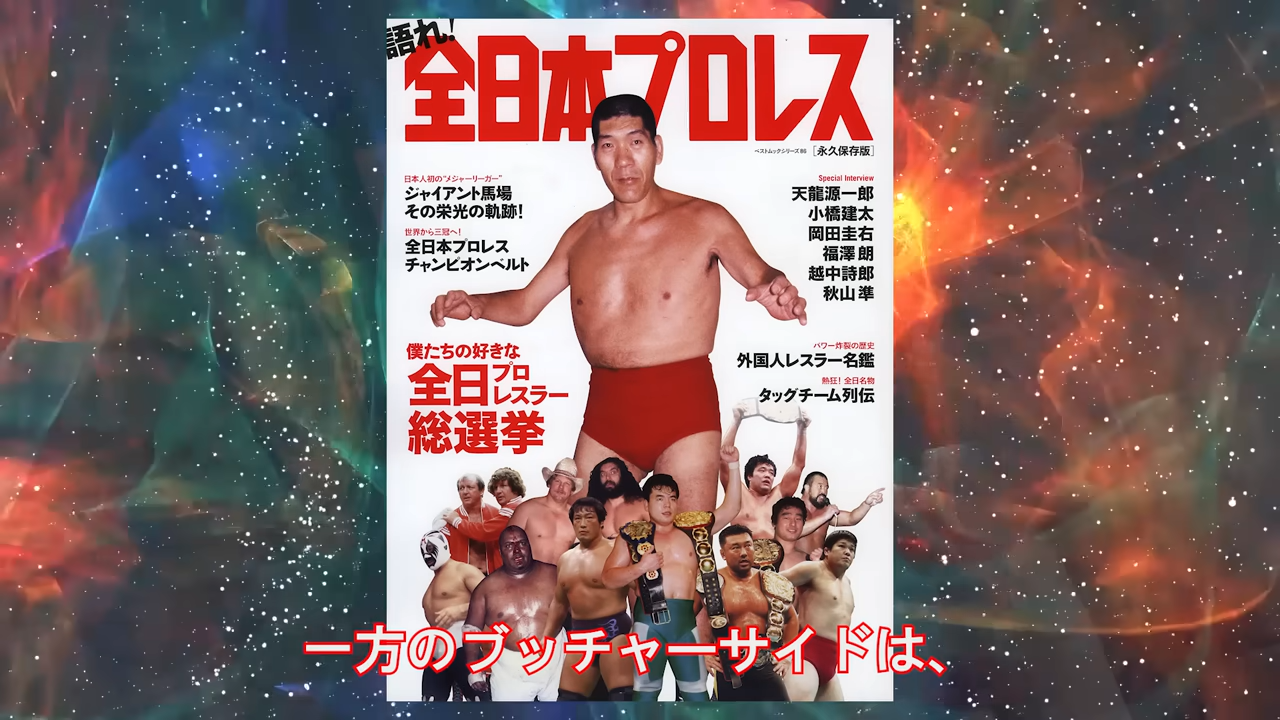 語れ!
全日本プロレス
ベストムックシリーズ86 [永久保存版]
日本人初の"メジャーリーガー"
ジャイアント馬場
その栄光の軌跡!
世界から三冠へ!
全日本プロレス
チャンピオンベルト
Special Interview
天龍源一郎
小橋建太
岡田圭右
福澤 朗
越中詩郎
秋山 準
僕たちの好きな
全日プロレスラー
総選挙
パワー炸裂の歴史
外国人レスラー名鑑
熱狂! 全日名物
タッグチーム列伝
一方のブッチャーサイドは、